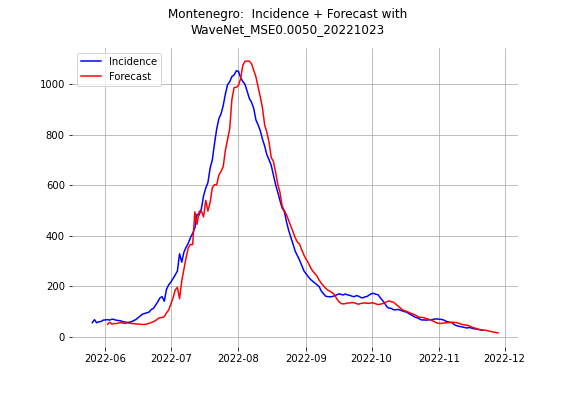 Montenegro:  Incidence + Forecast with
WaveNet_MSE0.0050_20221023
Incidence
Forecast
1000
800
600
400
200
0
2022-06 2022-07 2022-08 2022-09 2022-10 2022-11 2022-12